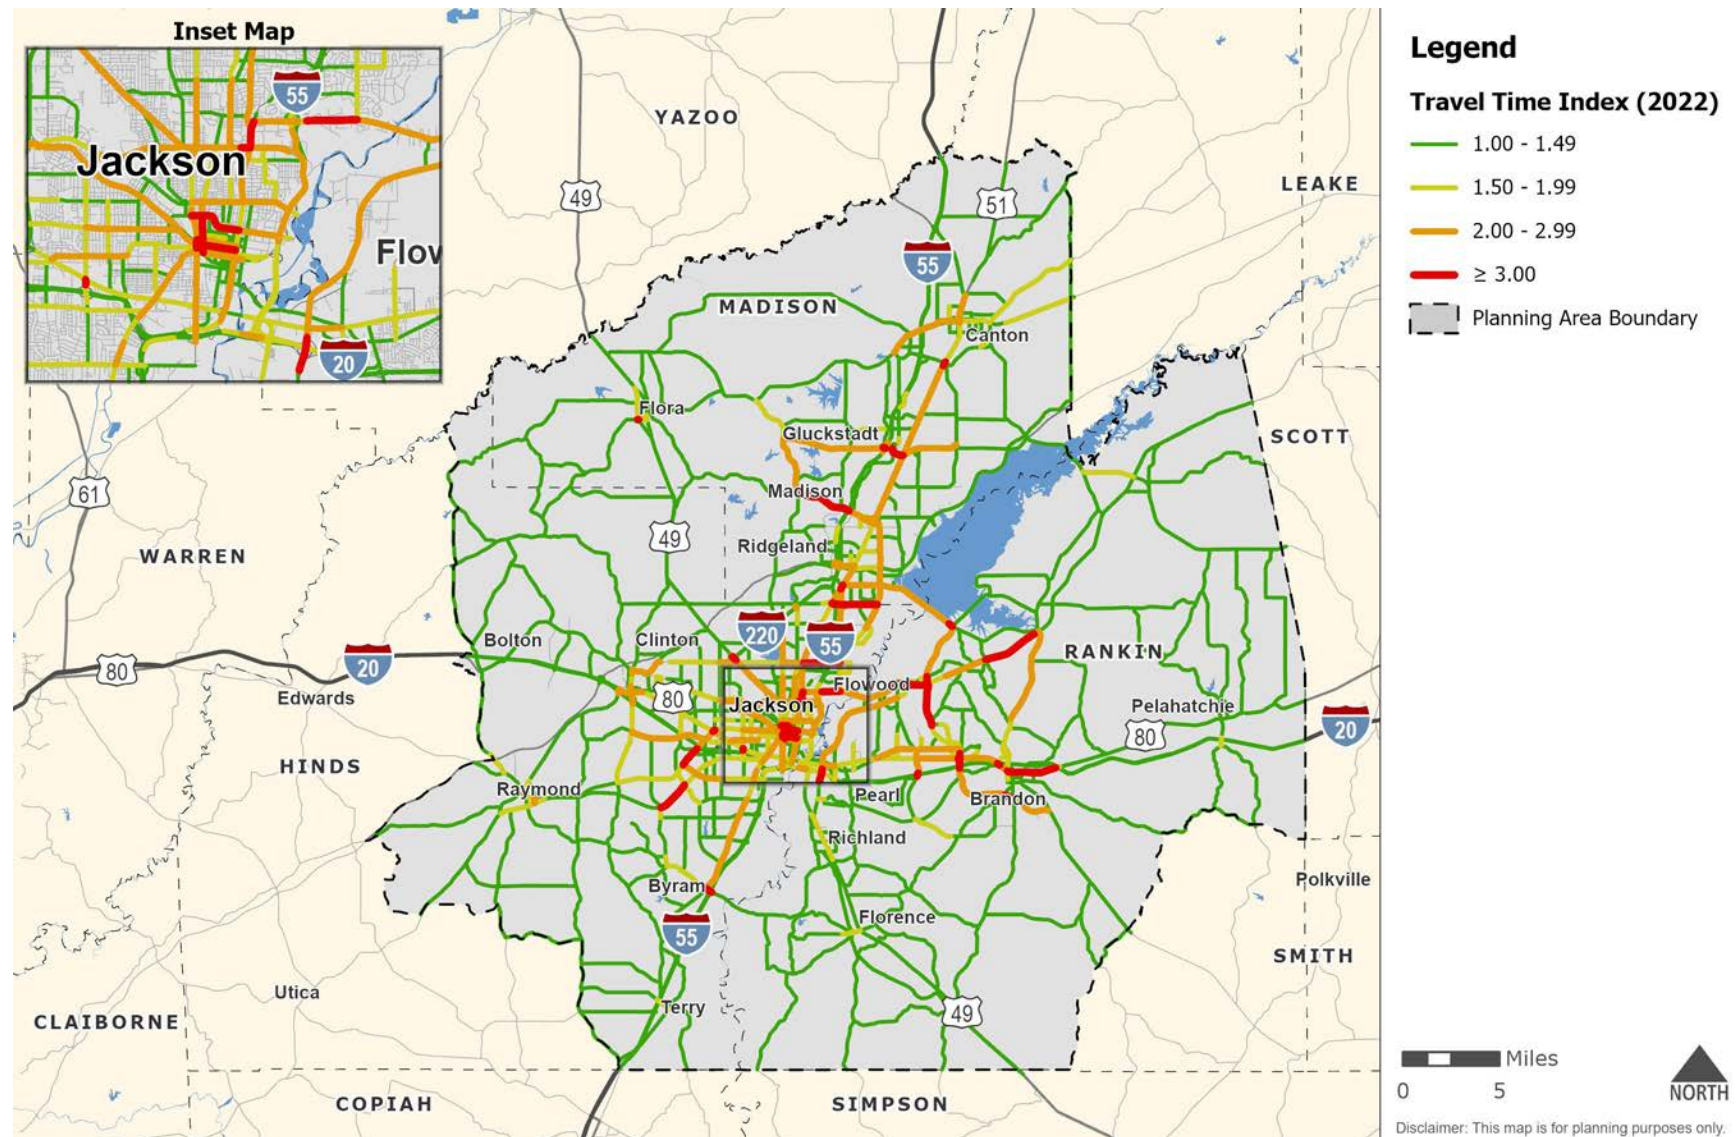 Inset Map
55
Jackson
Flow
20
Legend
Travel Time Index (2022)
1.00 - 1.49
1.50 - 1.99
2.00 - 2.99
≥ 3.00
Planning Area Boundary
YAZOO
LEAKE
49
51
55
MADISON
Canton
Flora
Gluckstadt
SCOTT
61
Madison
49
Ridgeland
WARREN
220
55
Bolton
Clinton
RANKIN
80
20
Edwards
80
Flowood
Jackson
Pelahatchie
80
20
HINDS
Raymond
Pearl
Brandon
Richland
Byram
Polkville
Florence
55
SMITH
Utica
Terry
49
CLAIBORNE
COPIAH
SIMPSON
Miles
0 5
NORTH
Disclaimer: This map is for planning purposes only.